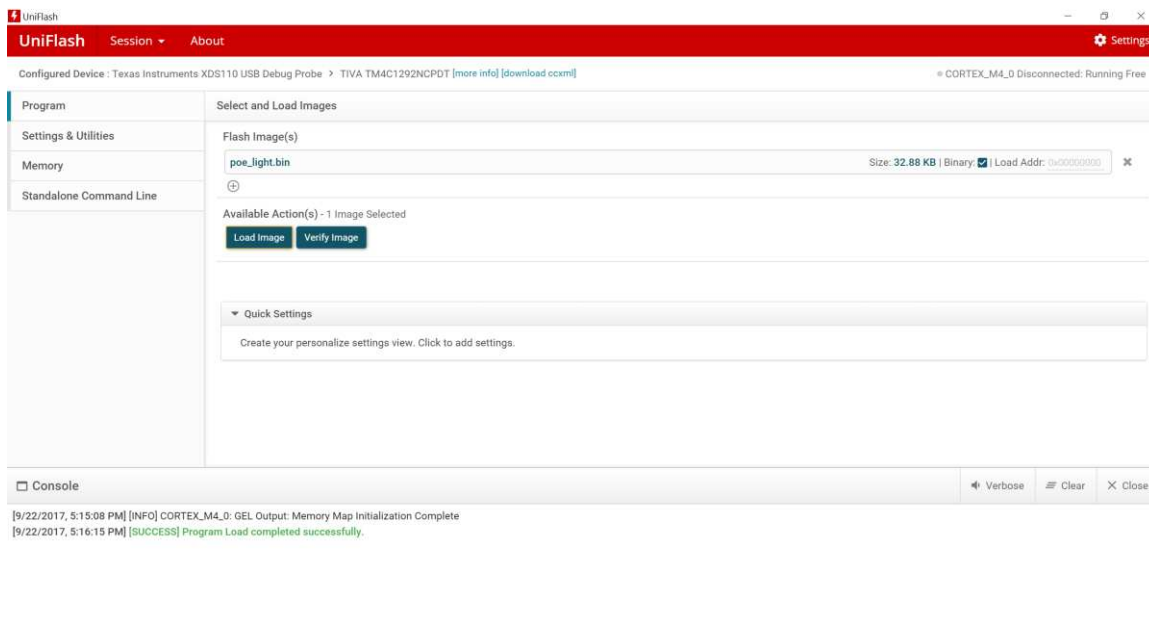 UniFlash
UniFlash Session About Settings
Configured Device : Texas Instruments XDS110 USB Debug Probe > TIVA TM4C1292NCPDT [more info] [download ccxml] CORTEX_M4_0 Disconnected: Running Free
Program
Settings & Utilities
Memory
Standalone Command Line
Select and Load Images
Flash Image(s)
poe_light.bin Size: 32.88 KB | Binary: | Load Addr: 0x00000000
Available Action(s) - 1 Image Selected
Load Image Verify Image
Quick Settings
Create your personalize settings view. Click to add settings.
Console Verbose Clear Close
[9/22/2017, 5:15:08 PM] [INFO] CORTEX_M4_0: GEL Output: Memory Map Initialization Complete
[9/22/2017, 5:16:15 PM] [SUCCESS] Program Load completed successfully.